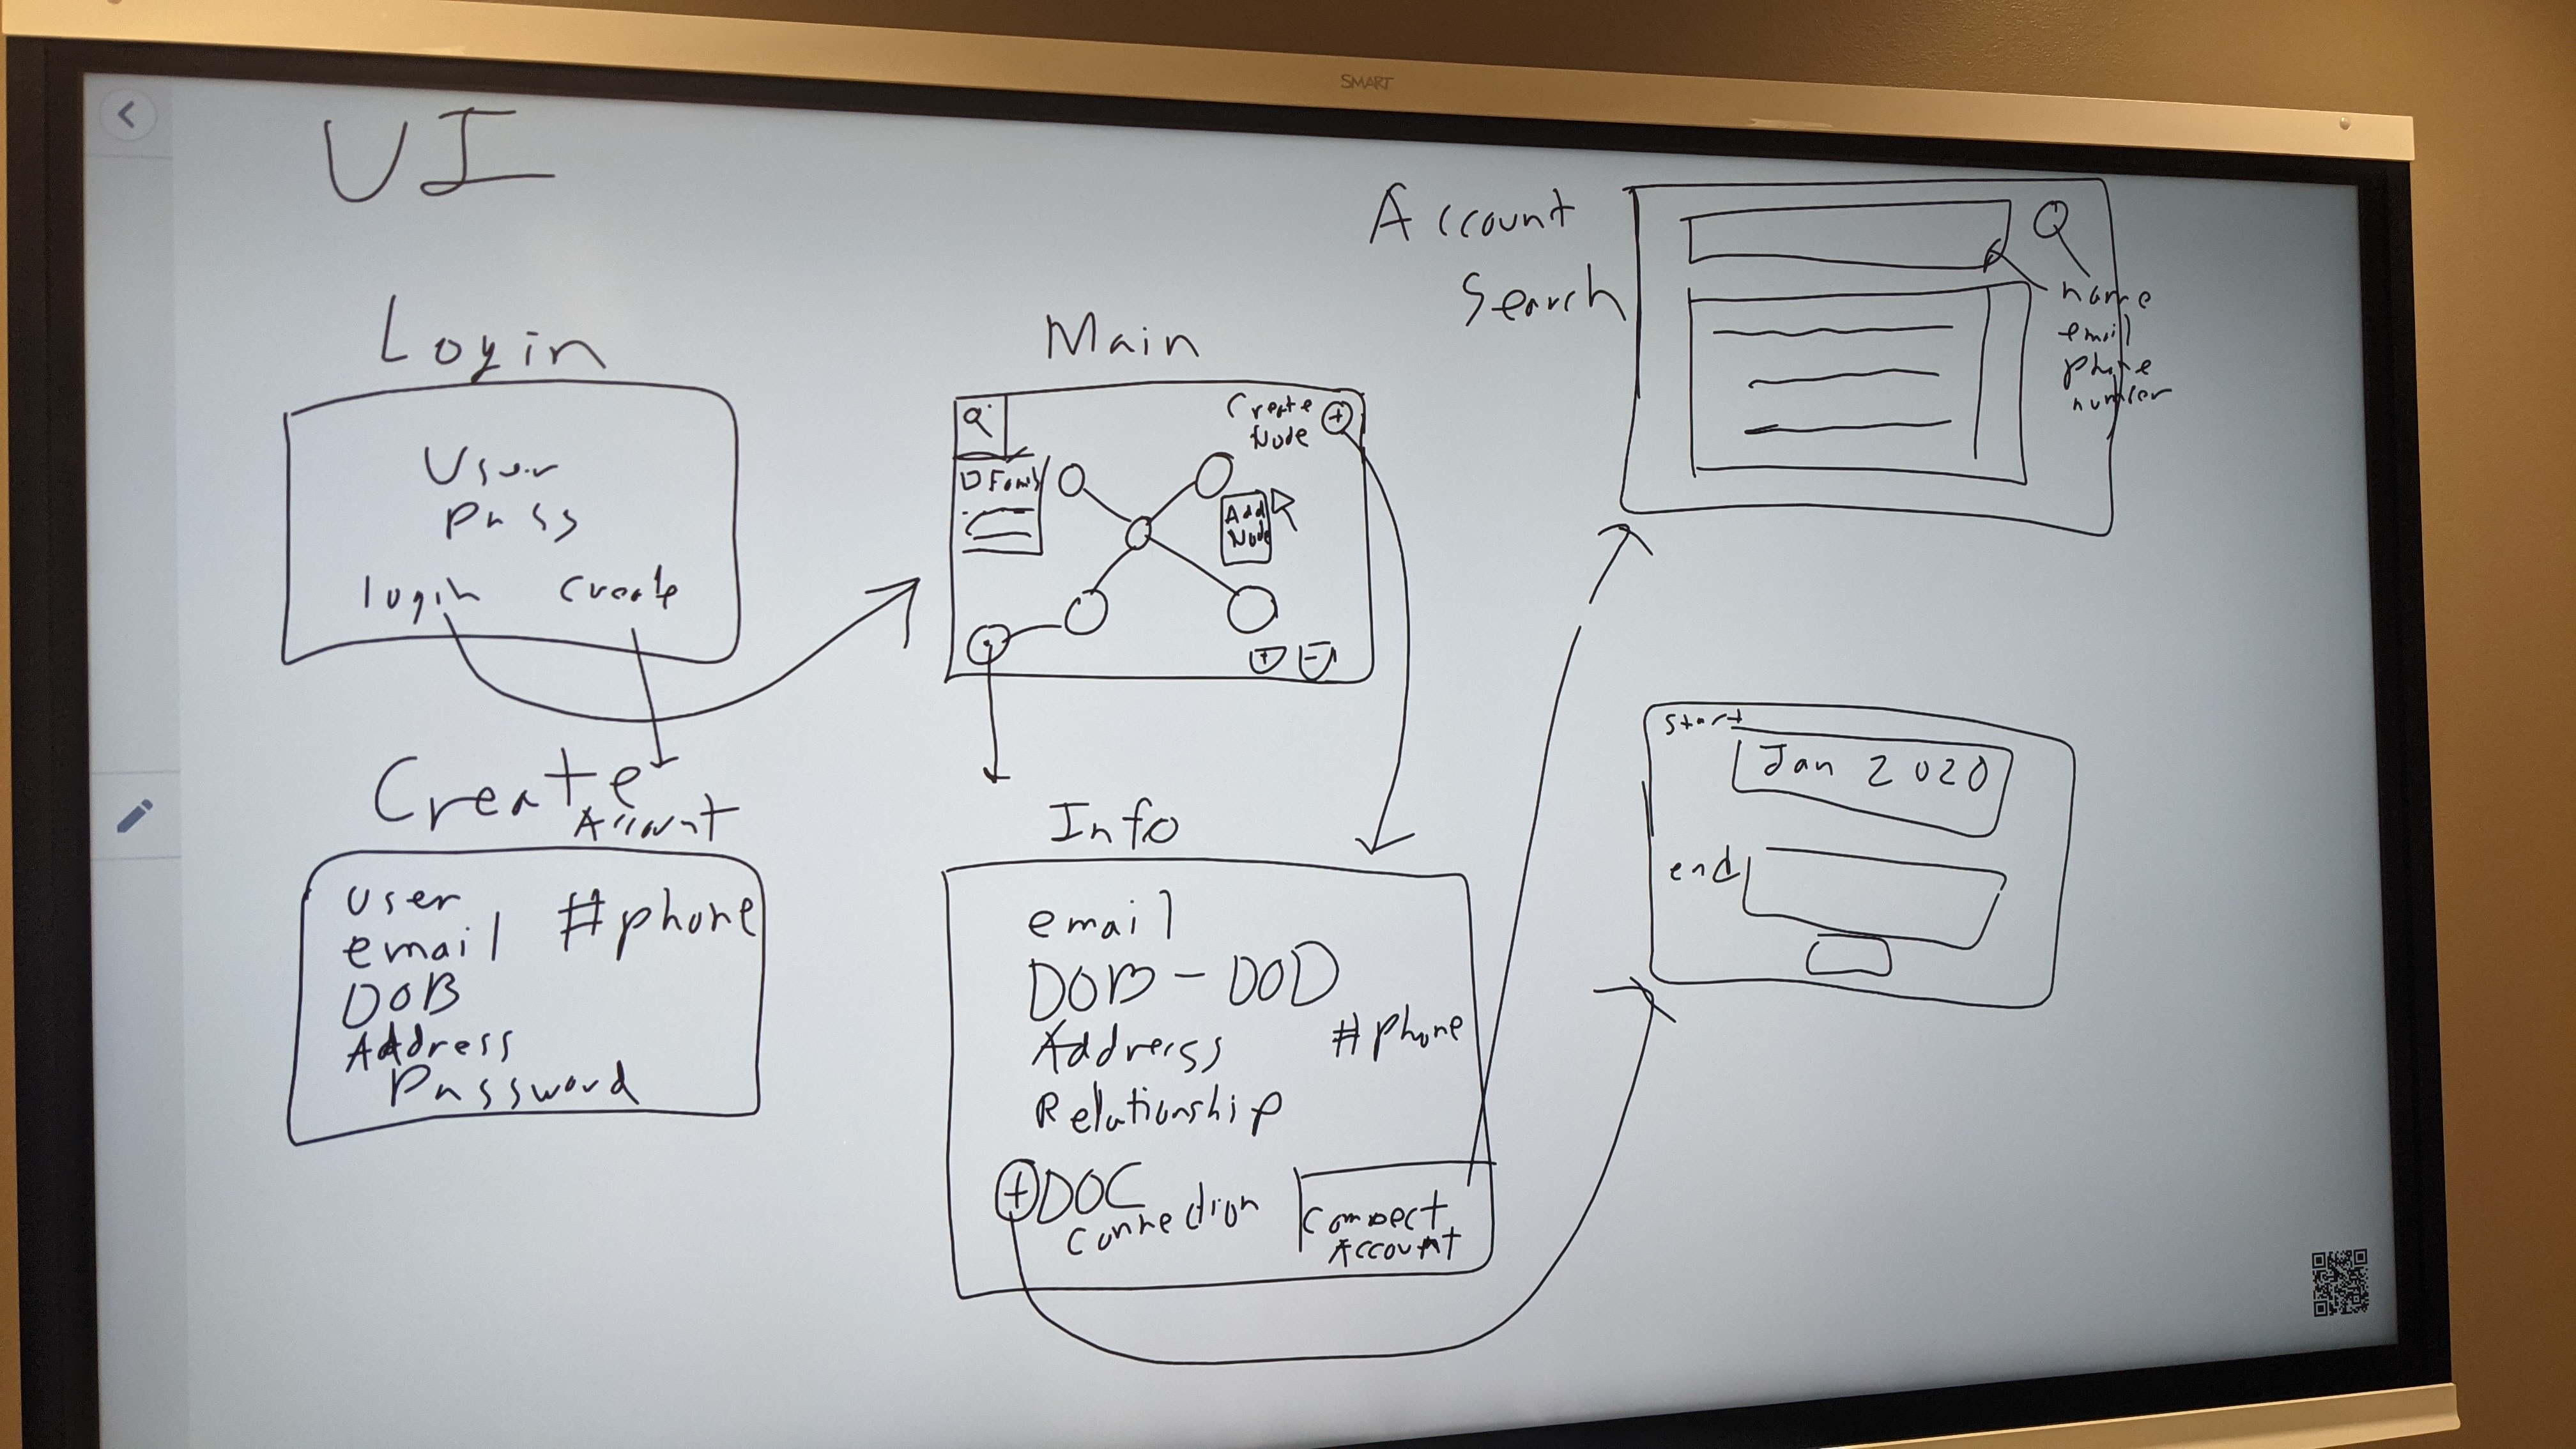 SMART
UI
Login
User
Pass
login create
Create
Account
user
email
#phone
DOB
Address
Password
Main
Create
Node
Add
Node
Info
email
DOB - DOD
Address
#phone
Relationship
DOC
Connection
Connect
Account
Account
Search
name
email
phone
number
start
Jan 2020
end